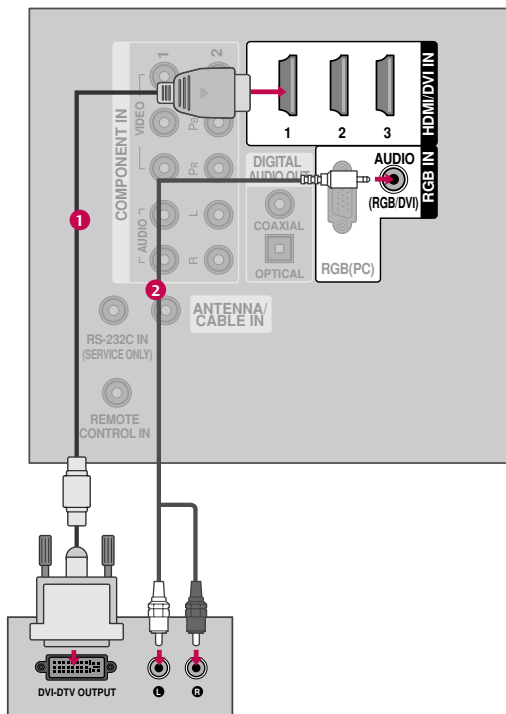 1
2
COMPONENT IN
VIDEO
PB
PR
AUDIO
L
R
HDMI/DVI IN
1
2
3
DIGITAL
AUDIO OUT
COAXIAL
OPTICAL
AUDIO
(RGB/DVI)
RGB IN
RGB(PC)
1
2
ANTENNA/
CABLE IN
RS-232C IN
(SERVICE ONLY)
REMOTE
CONTROL IN
DVI-DTV OUTPUT
L
R